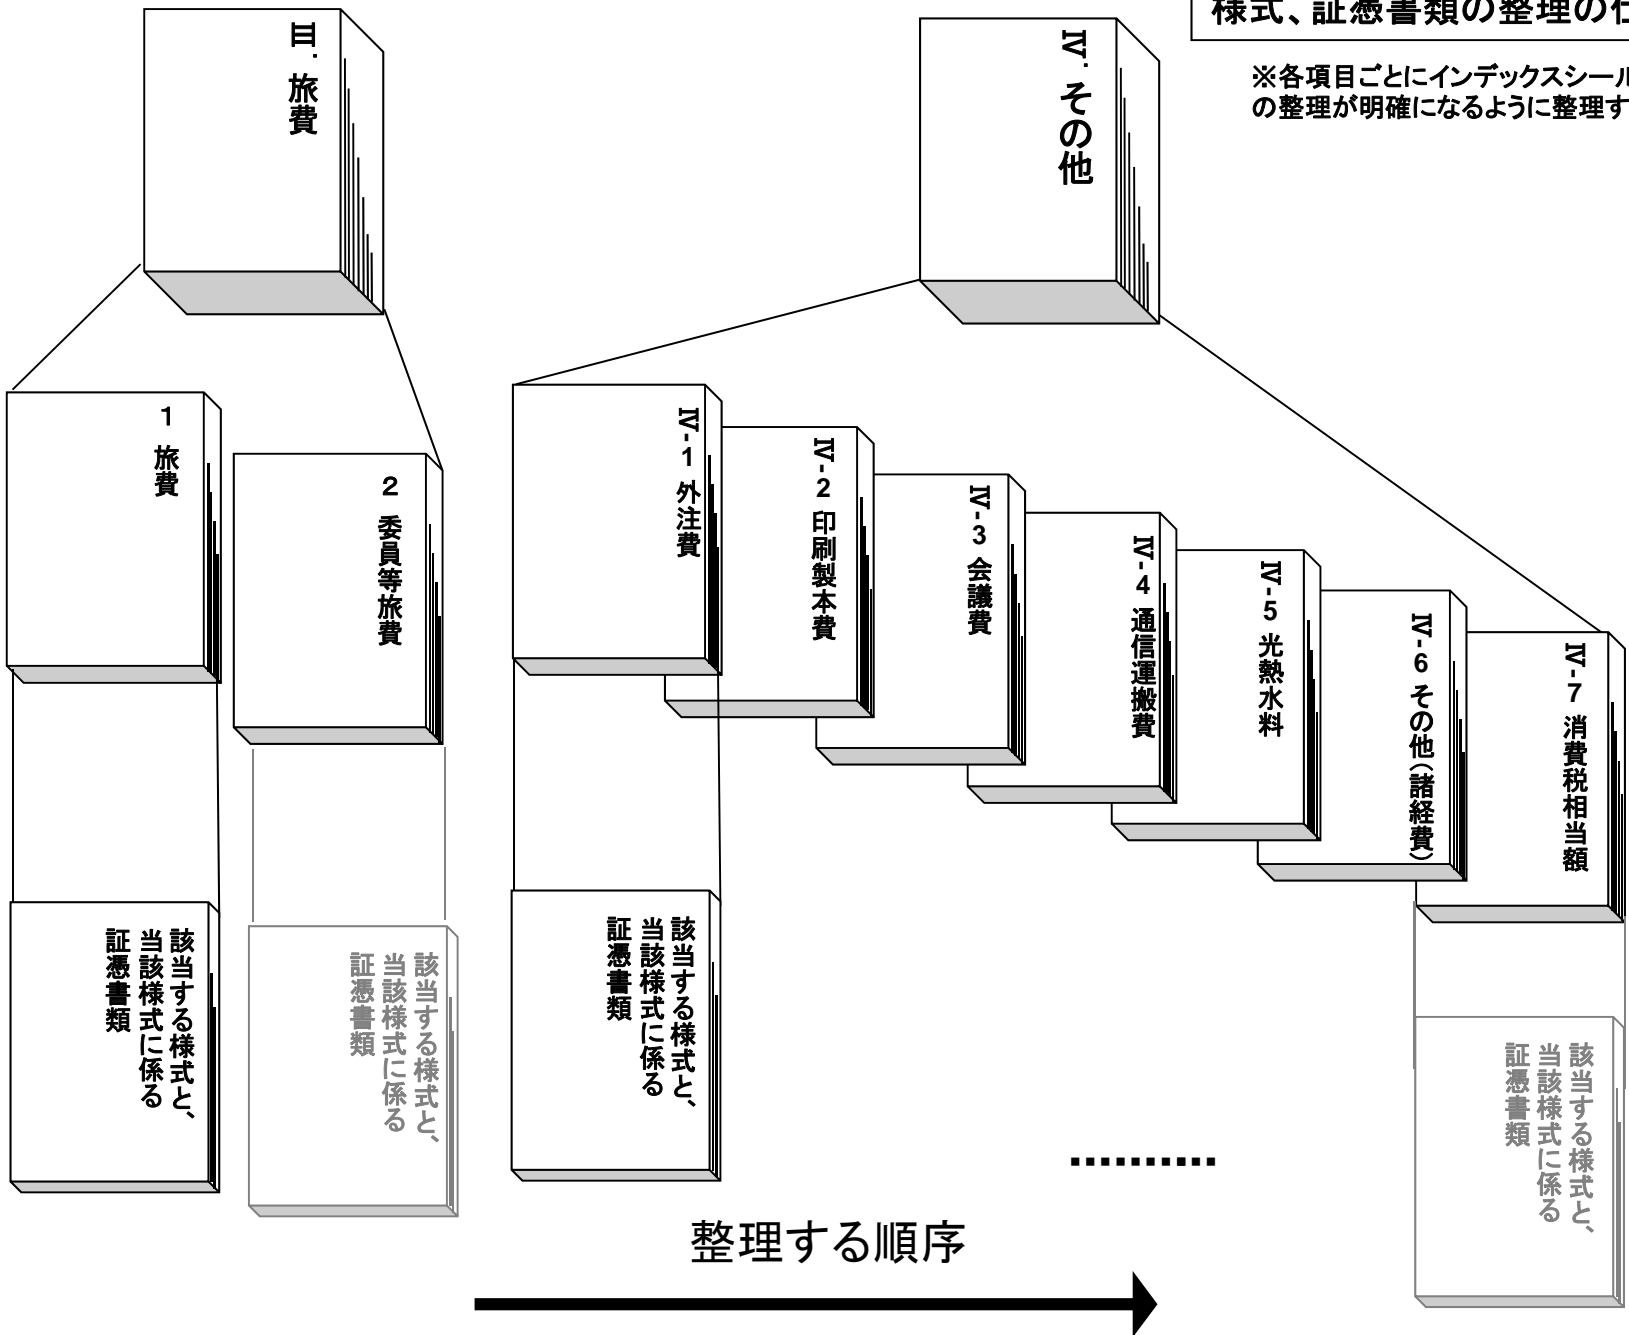 様式、証憑書類の整理の仕
※各項目ごとにインデックスシール
の整理が明確になるように整理す
Ⅲ．旅費
Ⅳ．その他
1 旅費
2 委員等旅費
Ⅳ-1 外注費
Ⅳ-2 印刷製本費
Ⅳ-3 会議費
Ⅳ-4 通信運搬費
Ⅳ-5 光熱水料
Ⅳ-6 その他（諸経費）
Ⅳ-7 消費税相当額
該当する様式と、
当該様式に係る
証憑書類
該当する様式と、
当該様式に係る
証憑書類
該当する様式と、
当該様式に係る
証憑書類
該当する様式と、
当該様式に係る
証憑書類
整理する順序